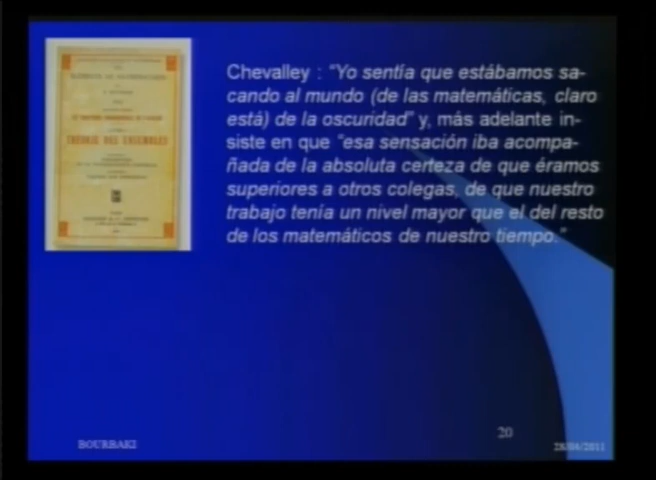 THÉORIE DES ENSEMBLES
Chevalley : "Yo sentía que estábamos sa-
cando al mundo (de las matemáticas, claro
está) de la oscuridad" y, más adelante in-
siste en que "esa sensación iba acompa-
ñada de la absoluta certeza de que éramos
superiores a otros colegas, de que nuestro
trabajo tenía un nivel mayor que el del resto
de los matemáticos de nuestro tiempo."
BOURBAKI
20
28/04/2011